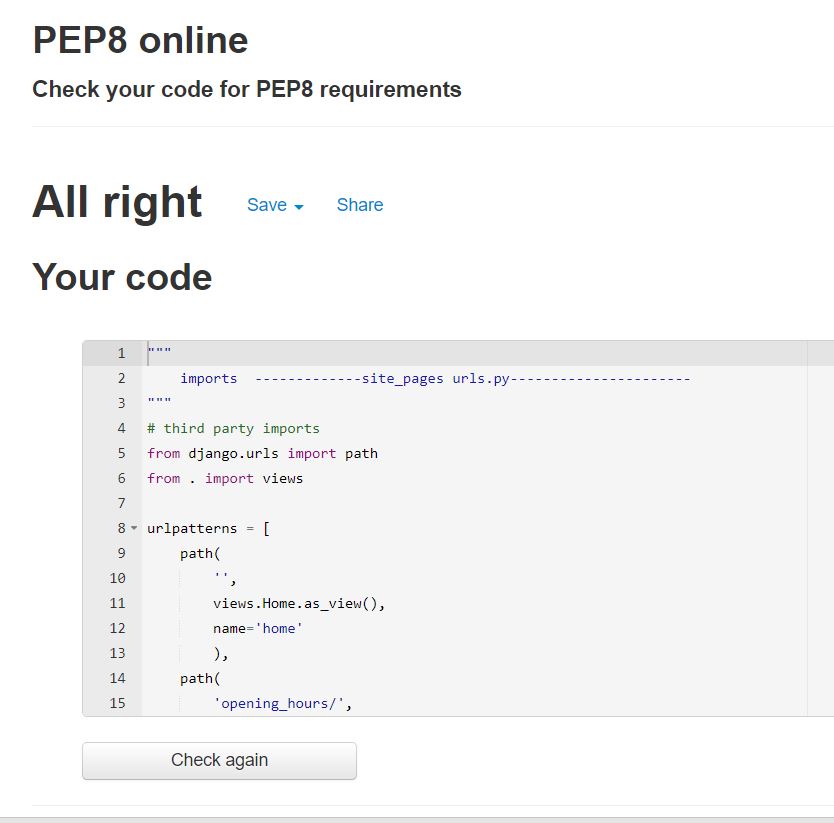 PEP8 online
Check your code for PEP8 requirements
All right Save Share
Your code
1 """
2     imports  -------------site_pages urls.py----------------------
3 """
4 # third party imports
5 from django.urls import path
6 from . import views
7
8 urlpatterns = [
9     path(
10         '',
11         views.Home.as_view(),
12         name='home'
13         ),
14     path(
15         'opening_hours/',
Check again